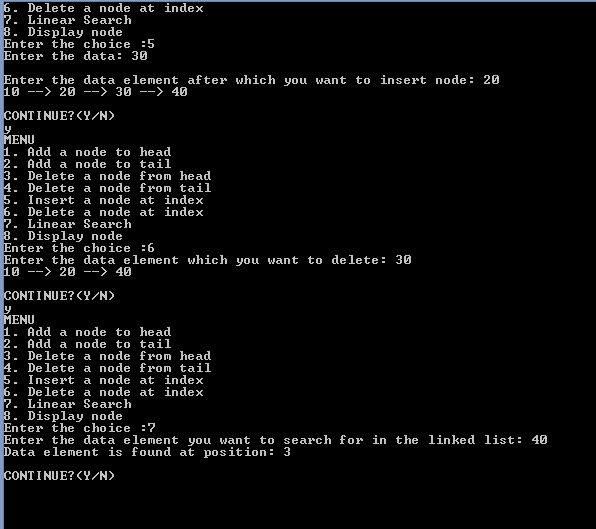 6. Delete a node at index
7. Linear Search
8. Display node
Enter the choice :5
Enter the data: 30
Enter the data element after which you want to insert node: 20
10 --> 20 --> 30 --> 40
CONTINUE?(Y/N)
y
MENU
1. Add a node to head
2. Add a node to tail
3. Delete a node from head
4. Delete a node from tail
5. Insert a node at index
6. Delete a node at index
7. Linear Search
8. Display node
Enter the choice :6
Enter the data element which you want to delete: 30
10 --> 20 --> 40
CONTINUE?(Y/N)
y
MENU
1. Add a node to head
2. Add a node to tail
3. Delete a node from head
4. Delete a node from tail
5. Insert a node at index
6. Delete a node at index
7. Linear Search
8. Display node
Enter the choice :7
Enter the data element you want to search for in the linked list: 40
Data element is found at position: 3
CONTINUE?(Y/N)